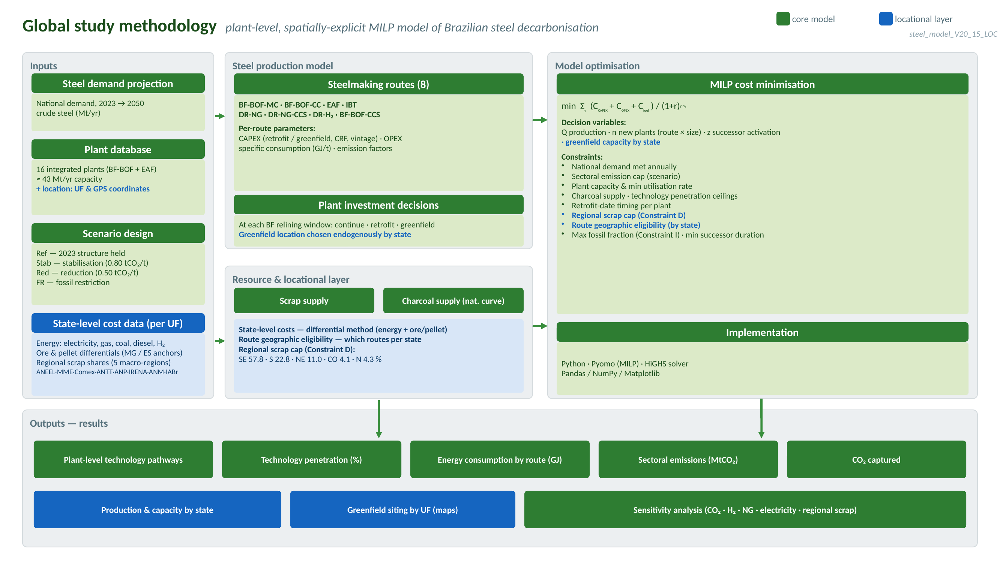 Global study methodology plant-level, spatially-explicit MILP model of Brazilian steel decarbonisation
core model
locational layer
steel_model_V20_15_LOC
Inputs
Steel demand projection
National demand, 2023 → 2050
crude steel (Mt/yr)
Plant database
16 integrated plants (BF-BOF + EAF)
≈ 43 Mt/yr capacity
+ location: UF & GPS coordinates
Scenario design
Ref — 2023 structure held
Stab — stabilisation (0.80 tCO₂/t)
Red — reduction (0.50 tCO₂/t)
FR — fossil restriction
State-level cost data (per UF)
Energy: electricity, gas, coal, diesel, H₂
Ore & pellet differentials (MG / ES anchors)
Regional scrap shares (5 macro-regions)
ANEEL·MME·Comex·ANTT·ANP·IRENA·ANM·IABr
Steel production model
Steelmaking routes (8)
BF-BOF-MC · BF-BOF-CC · EAF · IBT
DR-NG · DR-NG-CCS · DR-H₂ · BF-BOF-CCS
Per-route parameters:
CAPEX (retrofit / greenfield, CRF, vintage) · OPEX
specific consumption (GJ/t) · emission factors
Plant investment decisions
At each BF relining window: continue · retrofit · greenfield
Greenfield location chosen endogenously by state
Resource & locational layer
Scrap supply
Charcoal supply (nat. curve)
State-level costs — differential method (energy + ore/pellet)
Route geographic eligibility — which routes per state
Regional scrap cap (Constraint D):
SE 57.8 · S 22.8 · NE 11.0 · CO 4.1 · N 4.3 %
Model optimisation
MILP cost minimisation
min Σy (CCAPEX + COPEX + Cfuel ) / (1+r)y−y₀
Decision variables:
Q production · n new plants (route × size) · z successor activation
· greenfield capacity by state
Constraints:
• National demand met annually
• Sectoral emission cap (scenario)
• Plant capacity & min utilisation rate
• Charcoal supply · technology penetration ceilings
• Retrofit-date timing per plant
• Regional scrap cap (Constraint D)
• Route geographic eligibility (by state)
• Max fossil fraction (Constraint I) · min successor duration
Implementation
Python · Pyomo (MILP) · HiGHS solver
Pandas / NumPy / Matplotlib
Outputs — results
Plant-level technology pathways
Technology penetration (%)
Energy consumption by route (GJ)
Sectoral emissions (MtCO₂)
CO₂ captured
Production & capacity by state
Greenfield siting by UF (maps)
Sensitivity analysis (CO₂ · H₂ · NG · electricity · regional scrap)